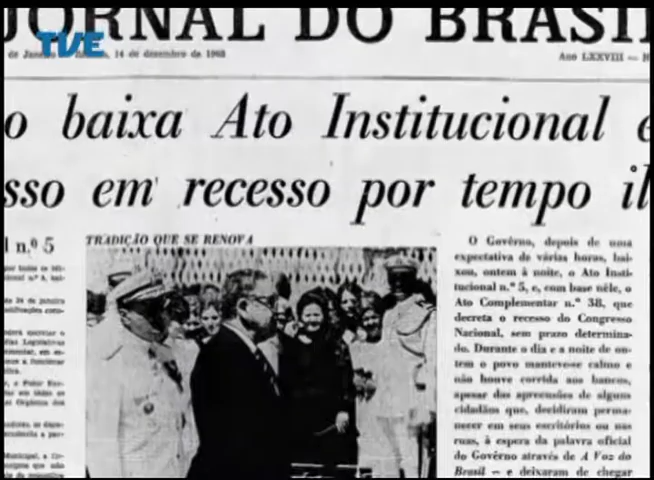 JORNAL DO BRASIL
TVE
de Janeiro 14 de dezembro de 1968
Ano LXXVIII —
o baixa Ato Institucional e
sso em recesso por tempo il
l n.º 5
TRADIÇÃO QUE SE RENOVA
O Govêrno, depois de uma
expectativa de várias horas, bai-
xou, ontem à noite, o Ato Insti-
tucional n.º 5, e, com base nêle, o
Ato Complementar n.º 38, que
decreta o recesso do Congresso
Nacional, sem prazo determina-
do. Durante o dia e a noite de on-
tem o povo manteve-se calmo e
não houve corrida aos bancos,
apesar das apreensões de alguns
cidadãos que, decidiram perma-
necer em seus escritórios ou nas
ruas, à espera da palavra oficial
do Govêrno através de A Voz do
Brasil — e deixaram de chegar